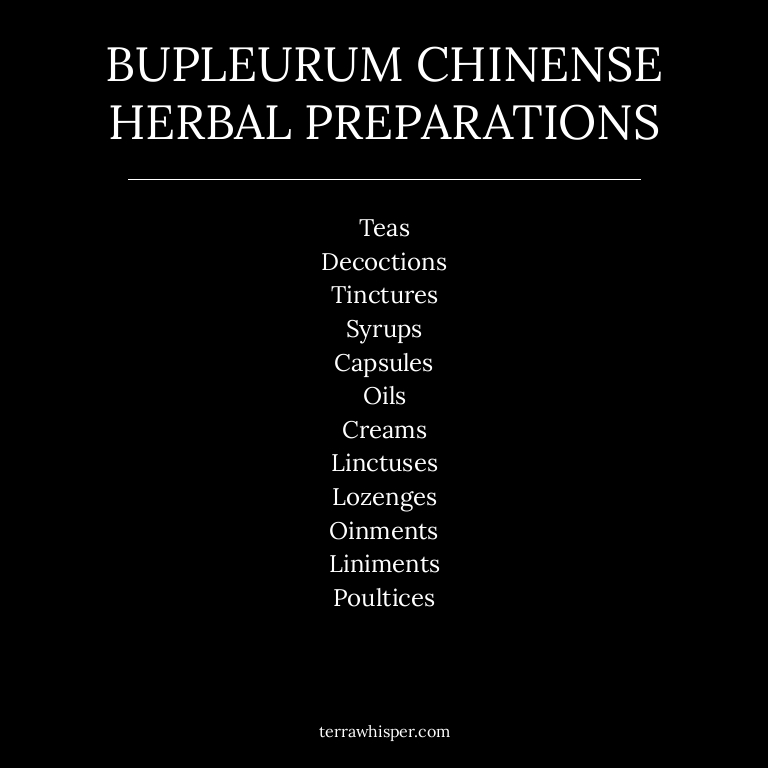 BUPLEURUM CHINENSE
HERBAL PREPARATIONS
Teas
Decoctions
Tinctures
Syrups
Capsules
Oils
Creams
Linctuses
Lozenges
Oinments
Liniments
Poultices
terrawhisper.com